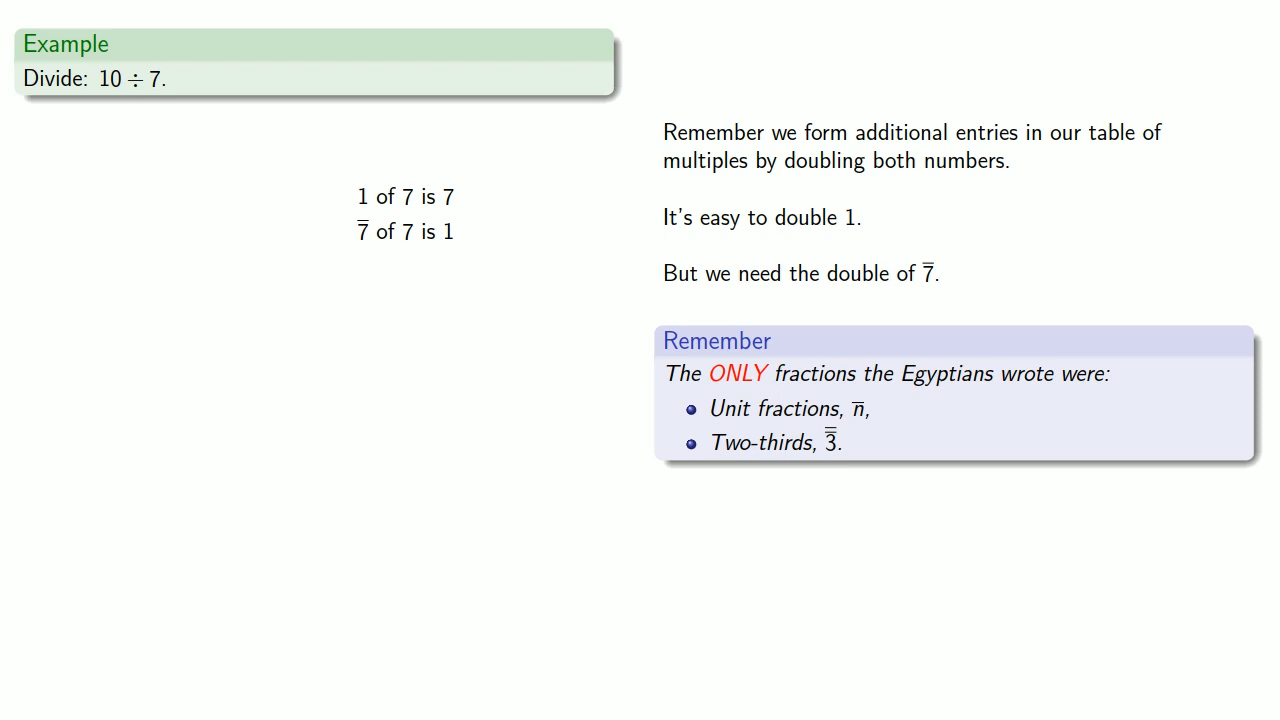 Example
Divide: 10 ÷ 7.
1 of 7 is 7
7̅ of 7 is 1
Remember we form additional entries in our table of
multiples by doubling both numbers.
It's easy to double 1.
But we need the double of 7̅.
Remember
The ONLY fractions the Egyptians wrote were:
• Unit fractions, n̅,
• Two-thirds, 3̿.